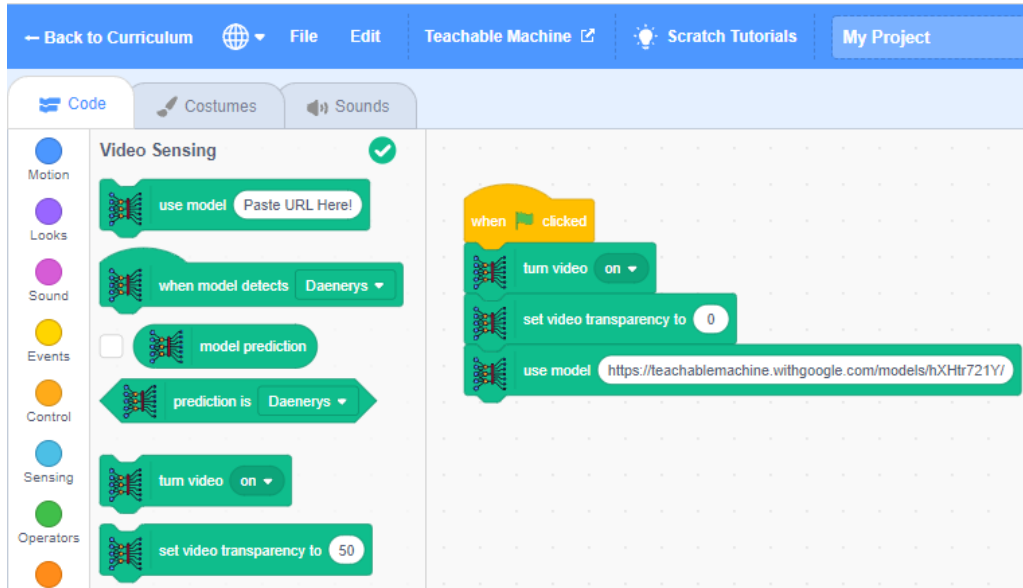 ← Back to Curriculum File Edit Teachable Machine Scratch Tutorials My Project
Code Costumes Sounds
Motion
Looks
Sound
Events
Control
Sensing
Operators
Video Sensing
use model Paste URL Here!
when model detects Daenerys
model prediction
prediction is Daenerys
turn video on
set video transparency to 50
when clicked
turn video on
set video transparency to 0
use model https://teachablemachine.withgoogle.com/models/hXHtr721Y/